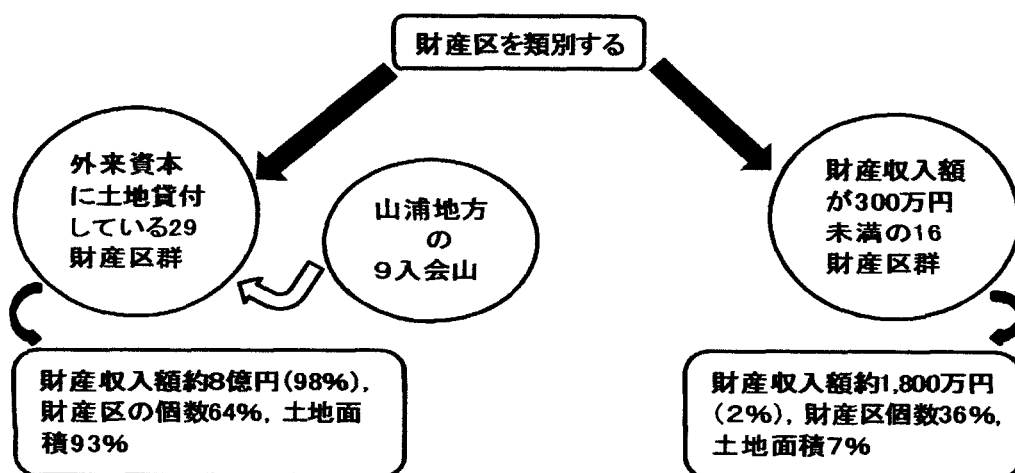 財産区を類別する
外来資本
に土地貸付
している29
財産区群
山浦地方
の
9入会山
財産収入額
が300万円
未満の16
財産区群
財産収入額約8億円(98%),
財産区の個数64%, 土地面
積93%
財産収入額約1,800万円
(2%), 財産区個数36%,
土地面積7%